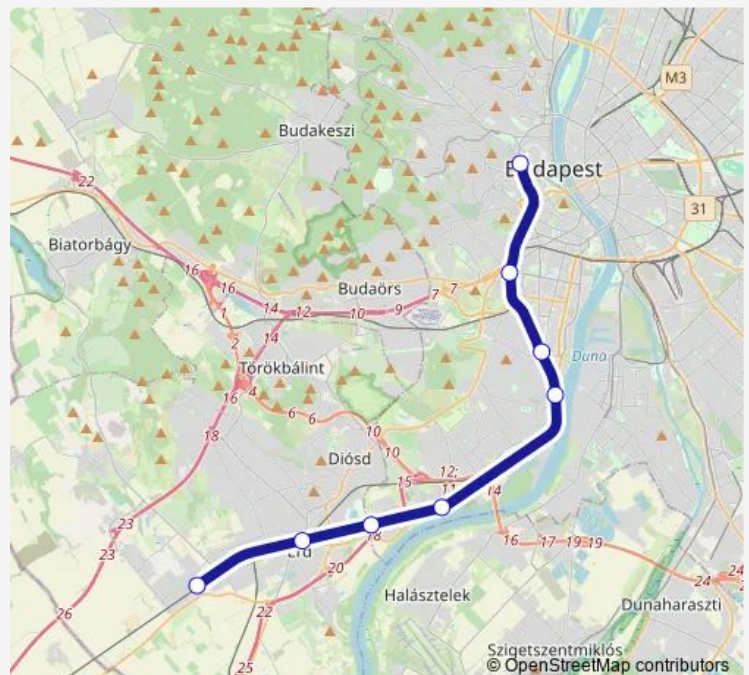 M3
Budakeszi
Budapest
22
31
Biatorbágy
16
16
Budaörs
7
7
14
12
10
9
1
2
14
Duna
Törökbálint
16
4
6
6
18
10
Diósd
10
12;
15
11
14
23
18
16
17
19
19
23
Érd
20
24
24
26
22
Halásztelek
Dunaharaszti
25
Szigetszentmiklós
© OpenStreetMap contributors